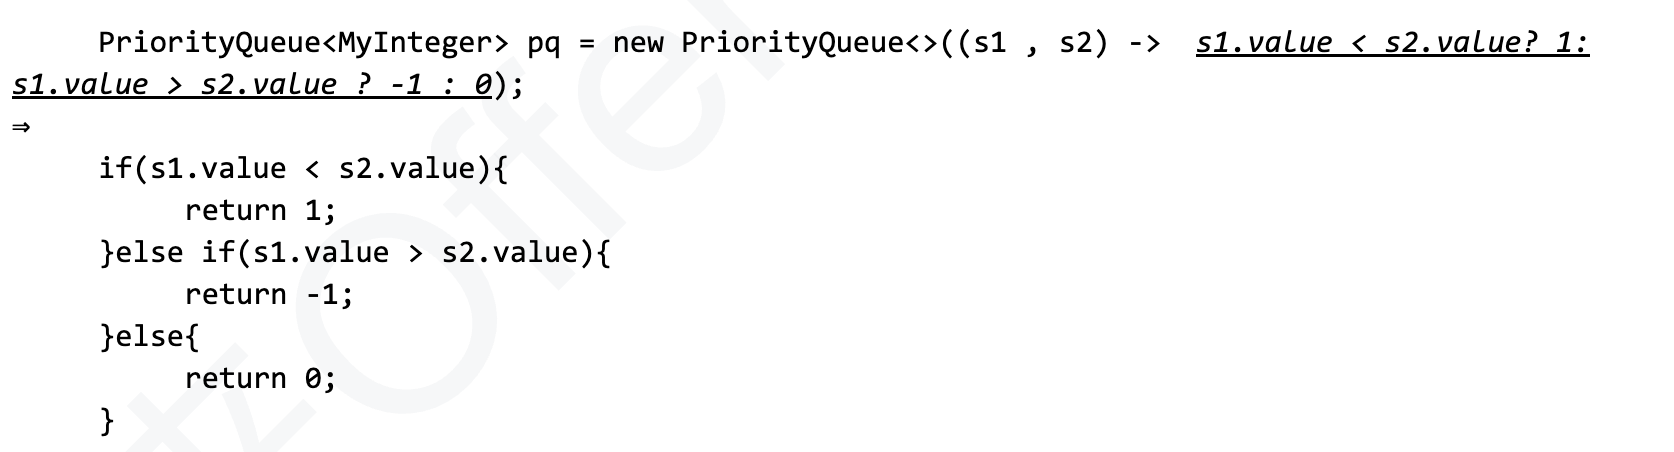 PriorityQueue<MyInteger> pq = new PriorityQueue<>((s1 , s2) -> s1.value < s2.value? 1:
s1.value > s2.value ? -1 : 0);
⇒
if(s1.value < s2.value){
return 1;
}else if(s1.value > s2.value){
return -1;
}else{
return 0;
}
tzOffer